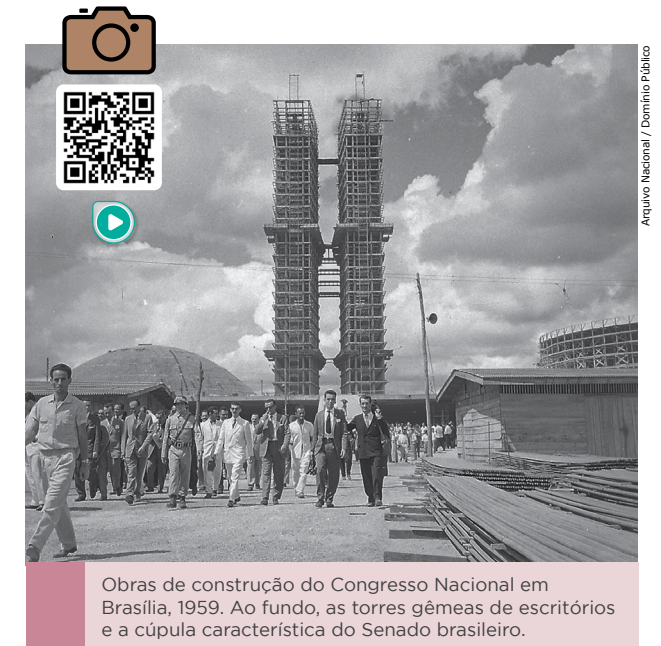 Arquivo Nacional / Domínio Público
Obras de construção do Congresso Nacional em
Brasília, 1959. Ao fundo, as torres gêmeas de escritórios
e a cúpula característica do Senado brasileiro.